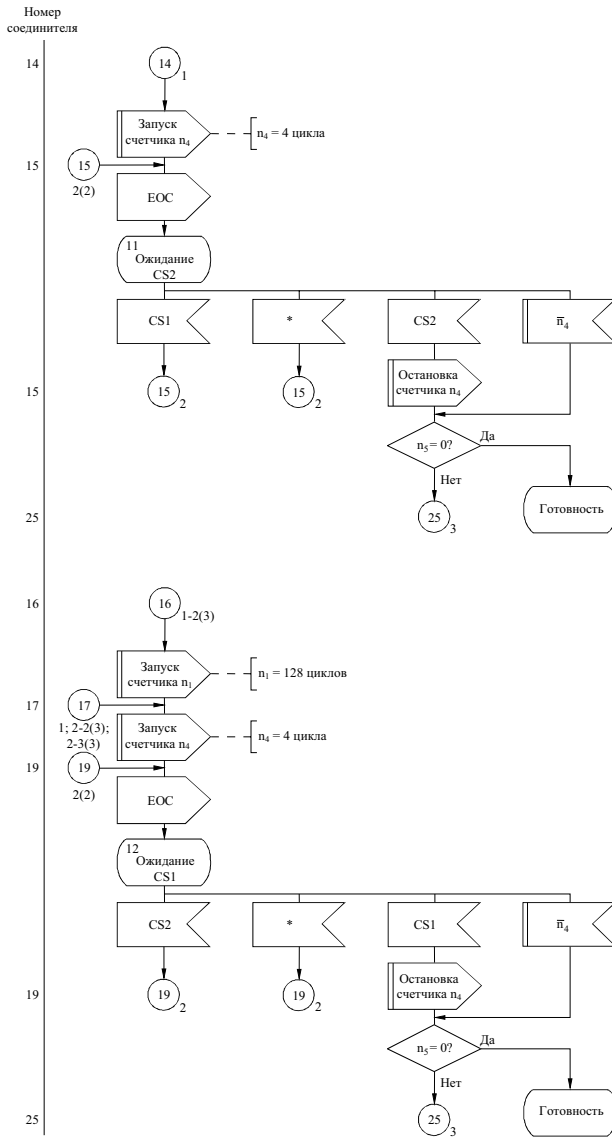 Номер
соединителя
14
14
1
Запуск
счетчика n₄
n₄ = 4 цикла
15
15
2(2)
EOC
11
Ожидание
CS2
CS1
*
CS2
n̅₄
15
15
2
15
2
Остановка
счетчика n₄
n₅ = 0?
Да
Нет
25
25
3
Готовность
16
16
1-2(3)
Запуск
счетчика n₁
n₁ = 128 циклов
17
17
1; 2-2(3);
2-3(3)
Запуск
счетчика n₄
n₄ = 4 цикла
19
19
2(2)
EOC
12
Ожидание
CS1
CS2
*
CS1
n̅₄
19
19
2
19
2
Остановка
счетчика n₄
n₅ = 0?
Да
Нет
25
25
3
Готовность